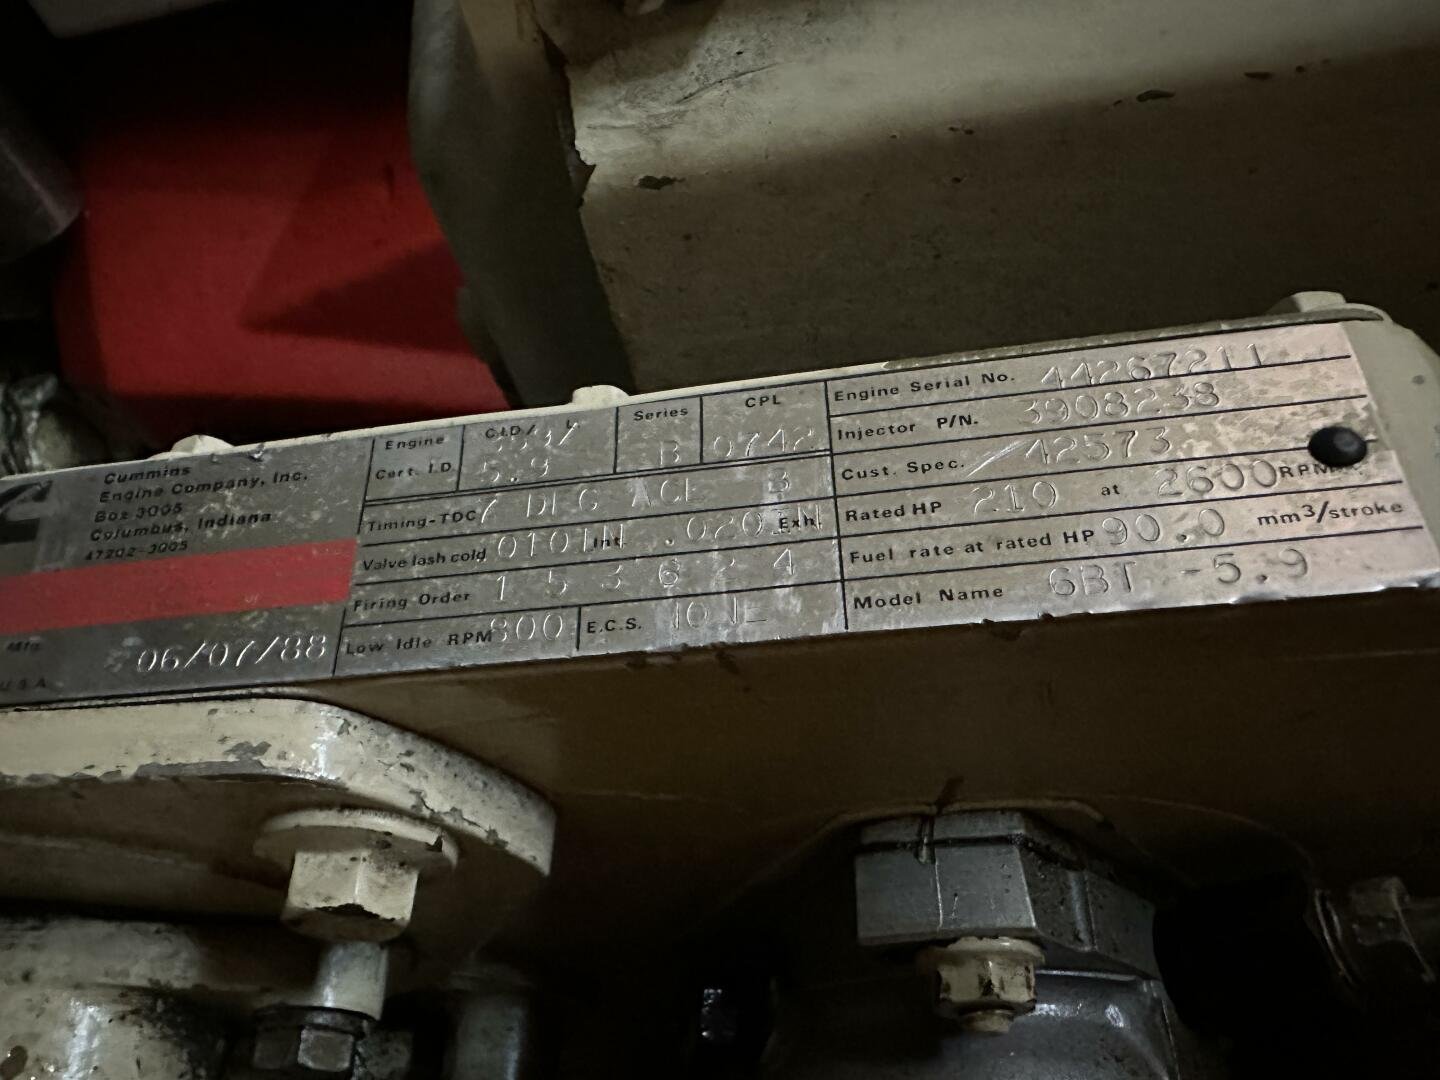 Cummins
Engine Company, Inc.
Box 3005
Columbus, Indiana
47202-3005
Mfg.
06/07/88
U.S.A.
Engine
Cert. I.D.
C.I.D./ L
5.9
Series
B
CPL
0742
Timing-TDC 7 DEG
Valve lash cold 010IN Int. .020IN Exh.
Firing Order 1 5 3 6 2 4
Low Idle RPM 800
E.C.S.
Engine Serial No. 44267211
Injector P/N. 3908238
Cust. Spec. /42573
Rated HP 210 at 2600 RPM
Fuel rate at rated HP 90.0 mm³/stroke
Model Name 6BT -5.9